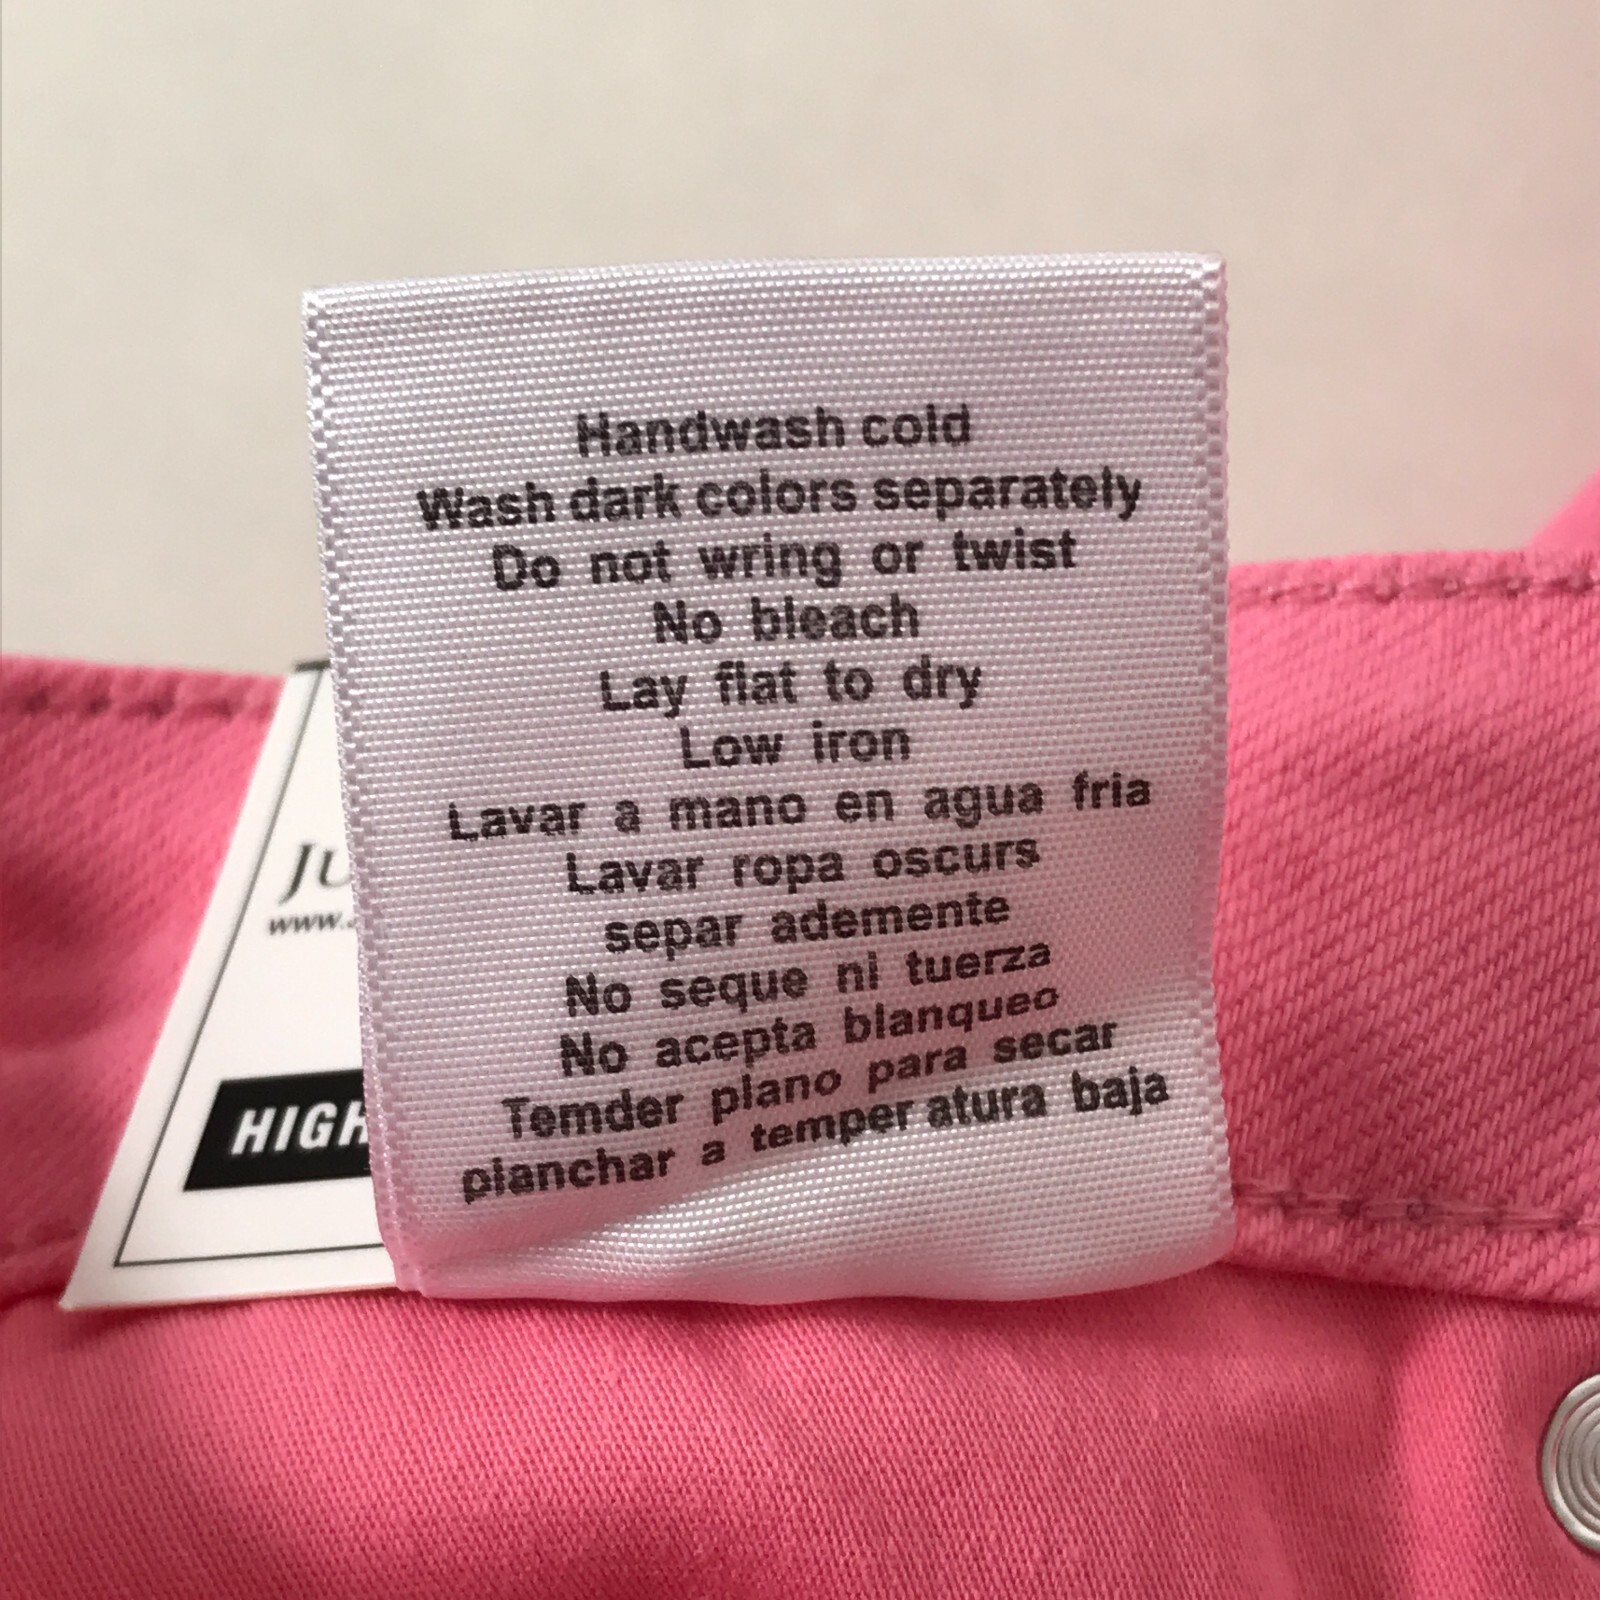 Handwash cold
Wash dark colors separately
Do not wring or twist
No bleach
Lay flat to dry
Low iron
Lavar a mano en agua fria
Lavar ropa oscurs
separ ademente
No seque ni tuerza
No acepta blanqueo
Temder plano para secar
planchar a temper atura baja
JU
www.
HIGH